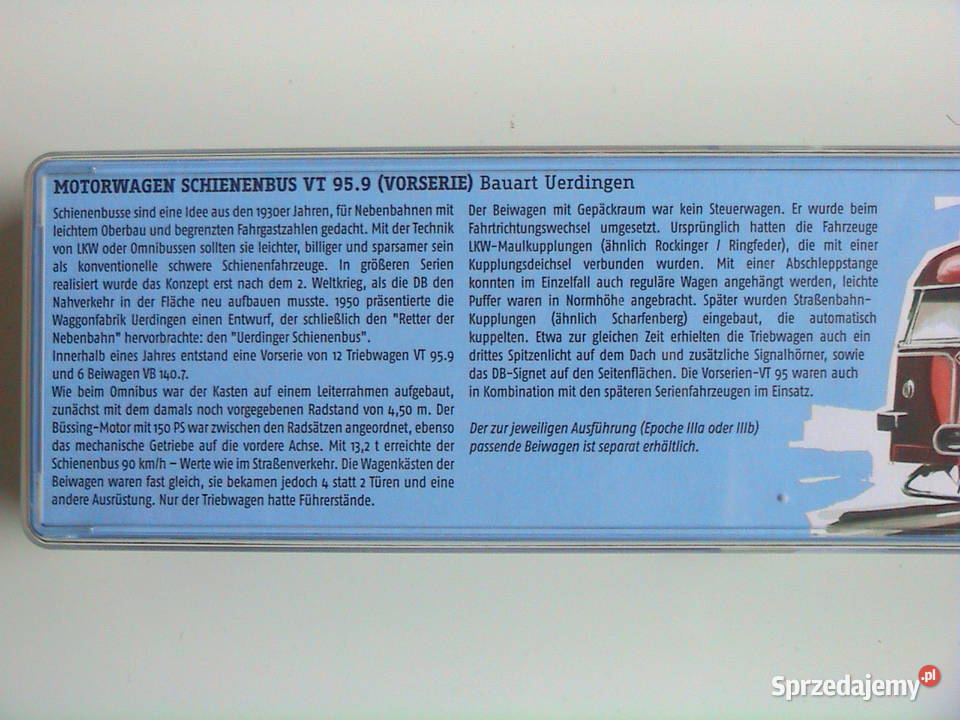 MOTORWAGEN SCHIENENBUS VT 95.9 (VORSERIE) Bauart Uerdingen
Schienenbusse sind eine Idee aus den 1930er Jahren, für Nebenbahnen mit
leichtem Oberbau und begrenzten Fahrgastzahlen gedacht. Mit der Technik
von LKW oder Omnibussen sollten sie leichter, billiger und sparsamer sein
als konventionelle schwere Schienenfahrzeuge. In größeren Serien
realisiert wurde das Konzept erst nach dem 2. Weltkrieg, als die DB den
Nahverkehr in der Fläche neu aufbauen musste. 1950 präsentierte die
Waggonfabrik Uerdingen einen Entwurf, der schließlich den "Retter der
Nebenbahn" hervorbrachte: den "Uerdinger Schienenbus".
Innerhalb eines Jahres entstand eine Vorserie von 12 Triebwagen VT 95.9
und 6 Beiwagen VB 140.7.
Wie beim Omnibus war der Kasten auf einem Leiterrahmen aufgebaut,
zunächst mit dem damals noch vorgegebenen Radstand von 4,50 m. Der
Büssing-Motor mit 150 PS war zwischen den Radsätzen angeordnet, ebenso
das mechanische Getriebe auf die vordere Achse. Mit 13,2 t erreichte der
Schienenbus 90 km/h – Werte wie im Straßenverkehr. Die Wagenkästen der
Beiwagen waren fast gleich, sie bekamen jedoch 4 statt 2 Türen und eine
andere Ausrüstung. Nur der Triebwagen hatte Führerstände.
Der Beiwagen mit Gepäckraum war kein Steuerwagen. Er wurde beim
Fahrtrichtungswechsel umgesetzt. Ursprünglich hatten die Fahrzeuge
LKW-Maulkupplungen (ähnlich Rockinger / Ringfeder), die mit einer
Kupplungsdeichsel verbunden wurden. Mit einer Abschleppstange
konnten im Einzelfall auch reguläre Wagen angehängt werden, leichte
Puffer waren in Normhöhe angebracht. Später wurden Straßenbahn-
Kupplungen (ähnlich Scharfenberg) eingebaut, die automatisch
kuppelten. Etwa zur gleichen Zeit erhielten die Triebwagen auch ein
drittes Spitzenlicht auf dem Dach und zusätzliche Signalhörner, sowie
das DB-Signet auf den Seitenflächen. Die Vorserien-VT 95 waren auch
in Kombination mit den späteren Serienfahrzeugen im Einsatz.
Der zur jeweiligen Ausführung (Epoche IIIa oder IIIb)
passende Beiwagen ist separat erhältlich.
Sprzedajemy.pl